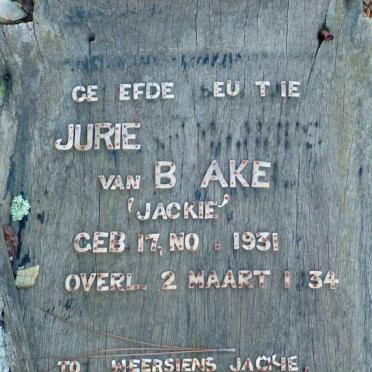 GE EFDE EU TIE
JURIE
VAN B AKE
'JACKIE'
GEB. 17, NO . 1931
OVERL. 2 MAART 1 34
TO WEERSIENS JACKIE.